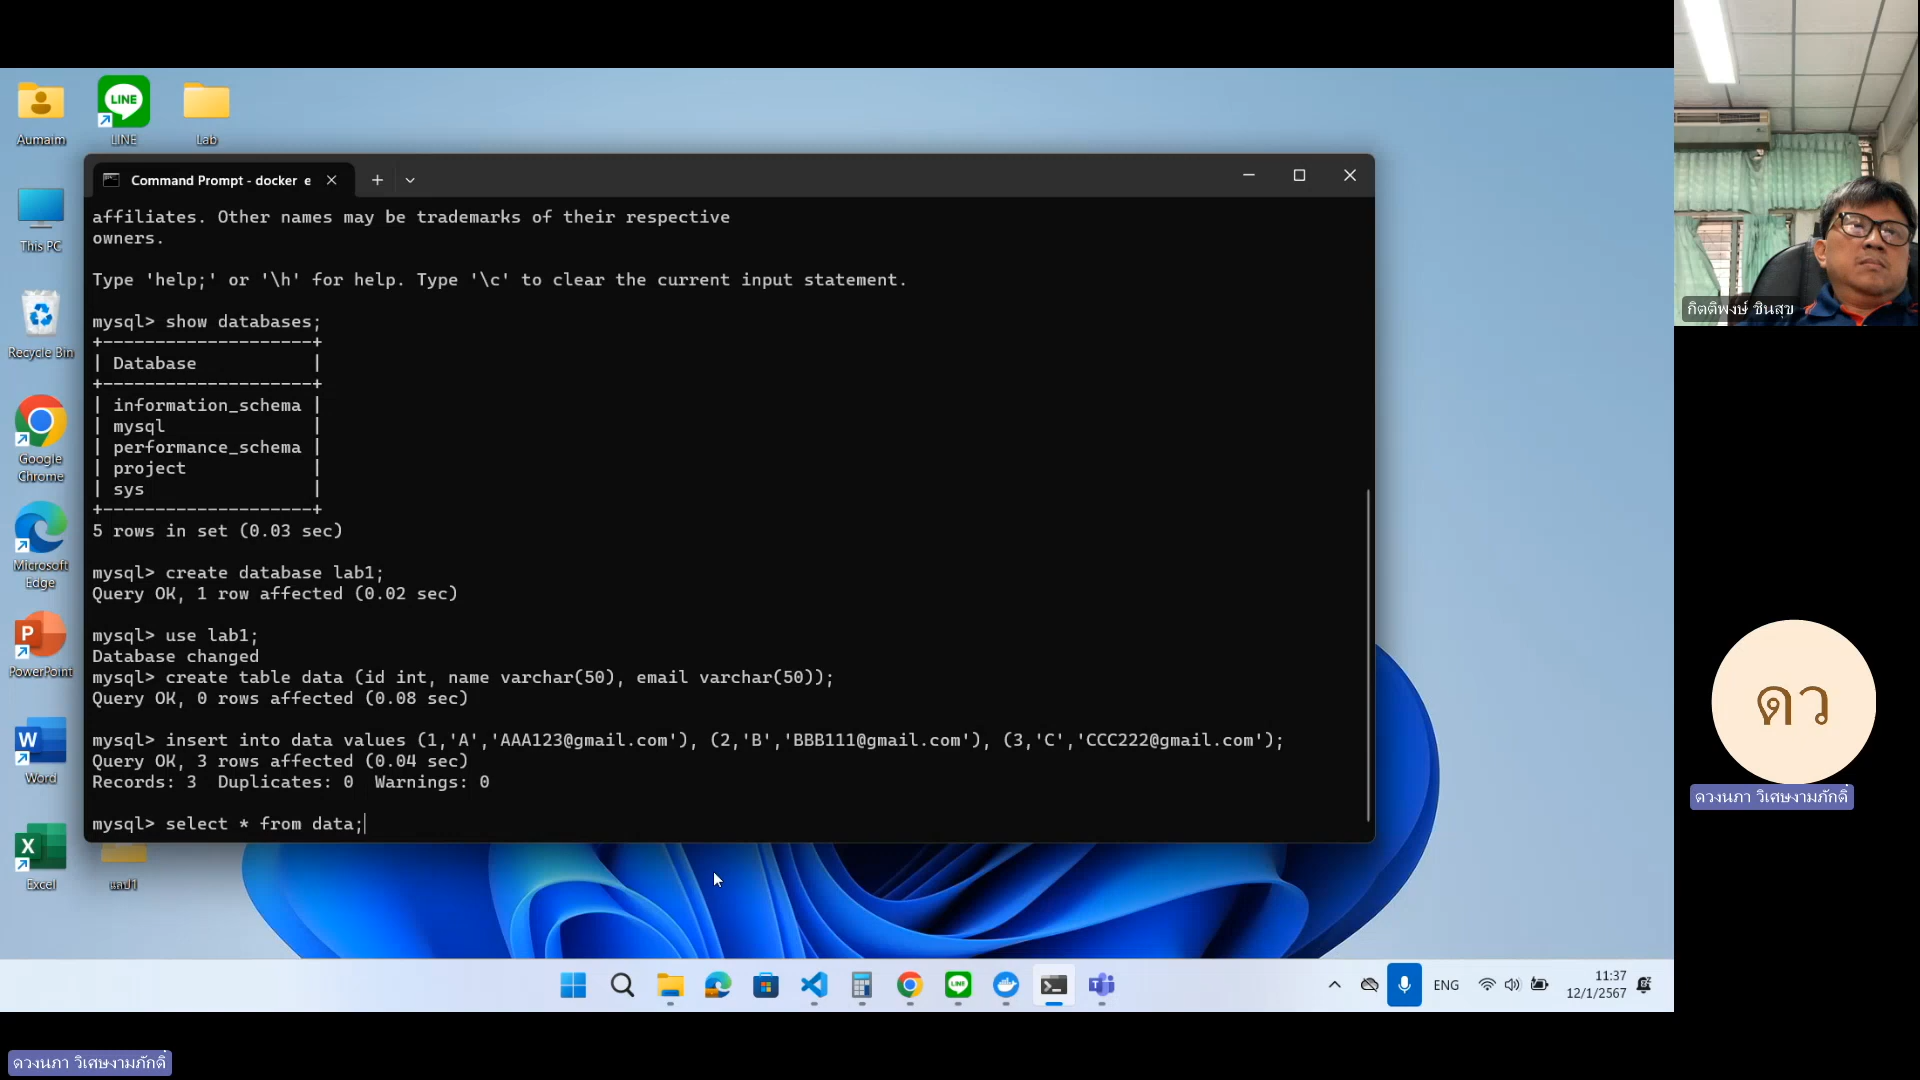 Aumaim
LINE
LINE
Lab
This PC
Recycle Bin
Google
Chrome
Microsoft
Edge
P
PowerPoint
W
Word
X
Excel
แลป1
Command Prompt - docker e
affiliates. Other names may be trademarks of their respective
owners.
Type 'help;' or '\h' for help. Type '\c' to clear the current input statement.
mysql> show databases;
+--------------------+
| Database           |
+--------------------+
| information_schema |
| mysql              |
| performance_schema |
| project            |
| sys                |
+--------------------+
5 rows in set (0.03 sec)
mysql> create database lab1;
Query OK, 1 row affected (0.02 sec)
mysql> use lab1;
Database changed
mysql> create table data (id int, name varchar(50), email varchar(50));
Query OK, 0 rows affected (0.08 sec)
mysql> insert into data values (1,'A','AAA123@gmail.com'), (2,'B','BBB111@gmail.com'), (3,'C','CCC222@gmail.com');
Query OK, 3 rows affected (0.04 sec)
Records: 3  Duplicates: 0  Warnings: 0
mysql> select * from data;
ENG
11:37
12/1/2567
กิตติพงษ์ ชินสุข
ดว
ดวงนภา วิเศษงามภักดิ์
ดวงนภา วิเศษงามภักดิ์